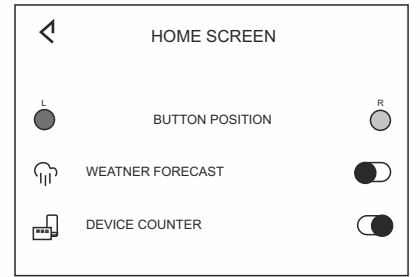 HOME SCREEN
L
R
BUTTON POSITION
WEATNER FORECAST
DEVICE COUNTER